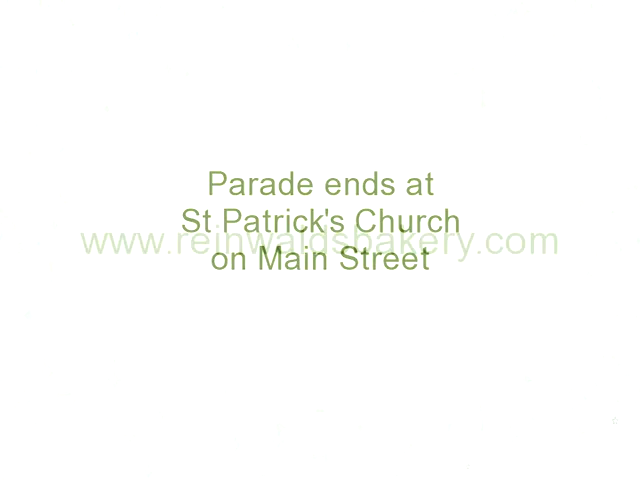 Parade ends at
St Patrick's Church
www.reinwaldsbakery.com
on Main Street